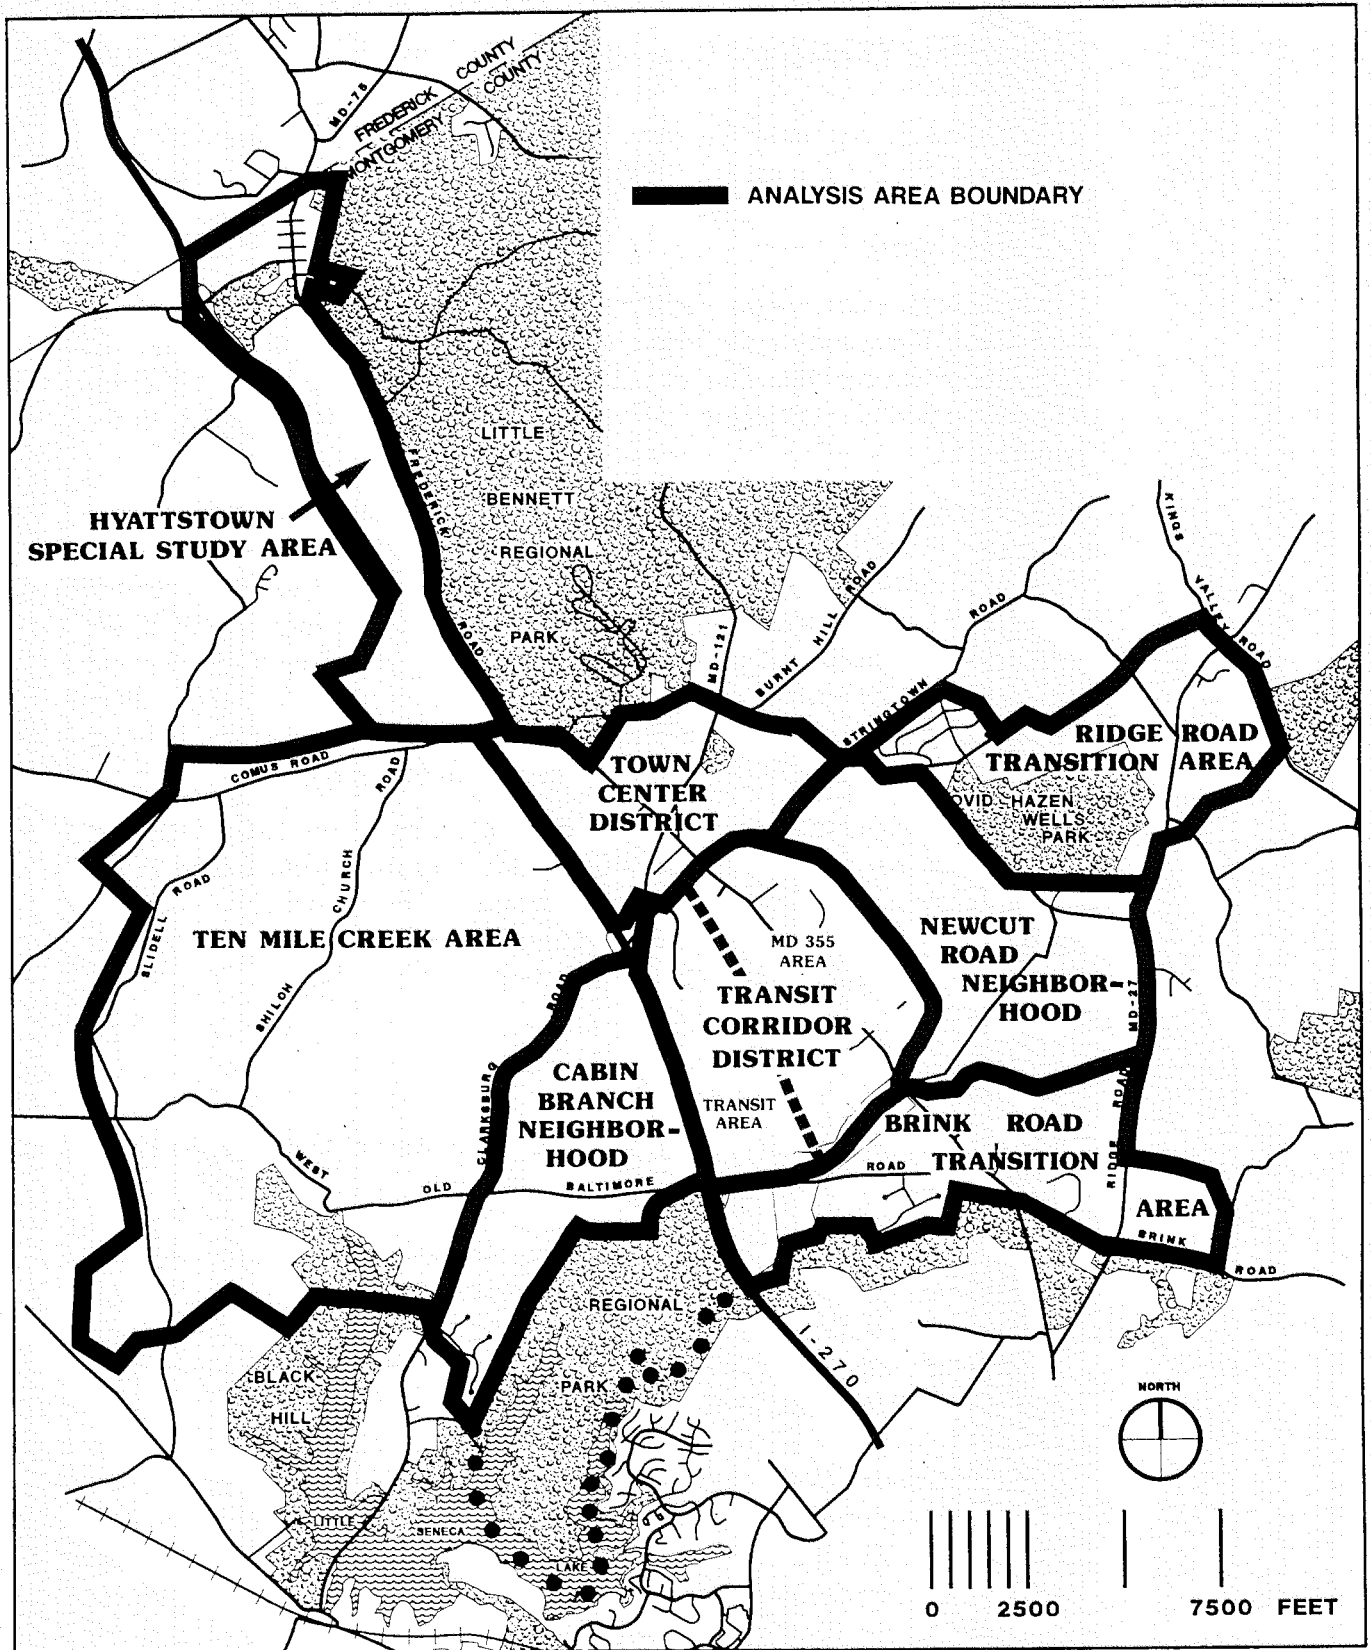 FREDERICK COUNTY
MONTGOMERY COUNTY
MD-75
ANALYSIS AREA BOUNDARY
LITTLE
BENNETT
REGIONAL
PARK
FREDERICK
ROAD
HYATTSTOWN
SPECIAL STUDY AREA
KINGS
VALLEY ROAD
MD-121
BURNT HILL ROAD
STRINGTOWN
ROAD
RIDGE ROAD
TRANSITION AREA
OVID HAZEN
WELLS
PARK
COMUS ROAD
TOWN
CENTER
DISTRICT
SLIDELL
ROAD
SHILOH
CHURCH
ROAD
TEN MILE CREEK AREA
MD 355
AREA
TRANSIT
CORRIDOR
DISTRICT
TRANSIT
AREA
NEWCUT
ROAD
NEIGHBOR-
HOOD
MD-27
CLARKSBURG
ROAD
CABIN
BRANCH
NEIGHBOR-
HOOD
RIDGE
ROAD
BRINK ROAD
TRANSITION
AREA
WEST
OLD
BALTIMORE
ROAD
BRINK
ROAD
I-270
REGIONAL
PARK
BLACK
HILL
LITTLE
SENECA
LAKE
NORTH
0 2500 7500 FEET